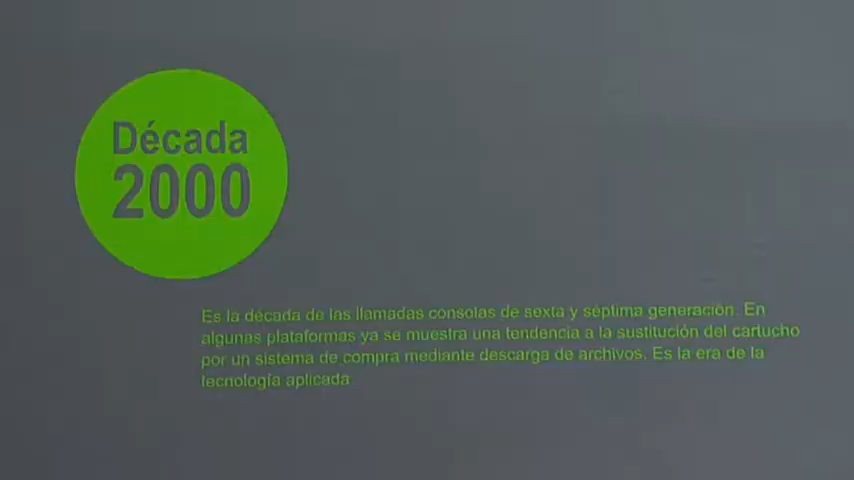 Década
2000
Es la década de las llamadas consolas de sexta y séptima generación. En
algunas plataformas ya se muestra una tendencia a la sustitución del cartucho
por un sistema de compra mediante descarga de archivos. Es la era de la
tecnología aplicada.